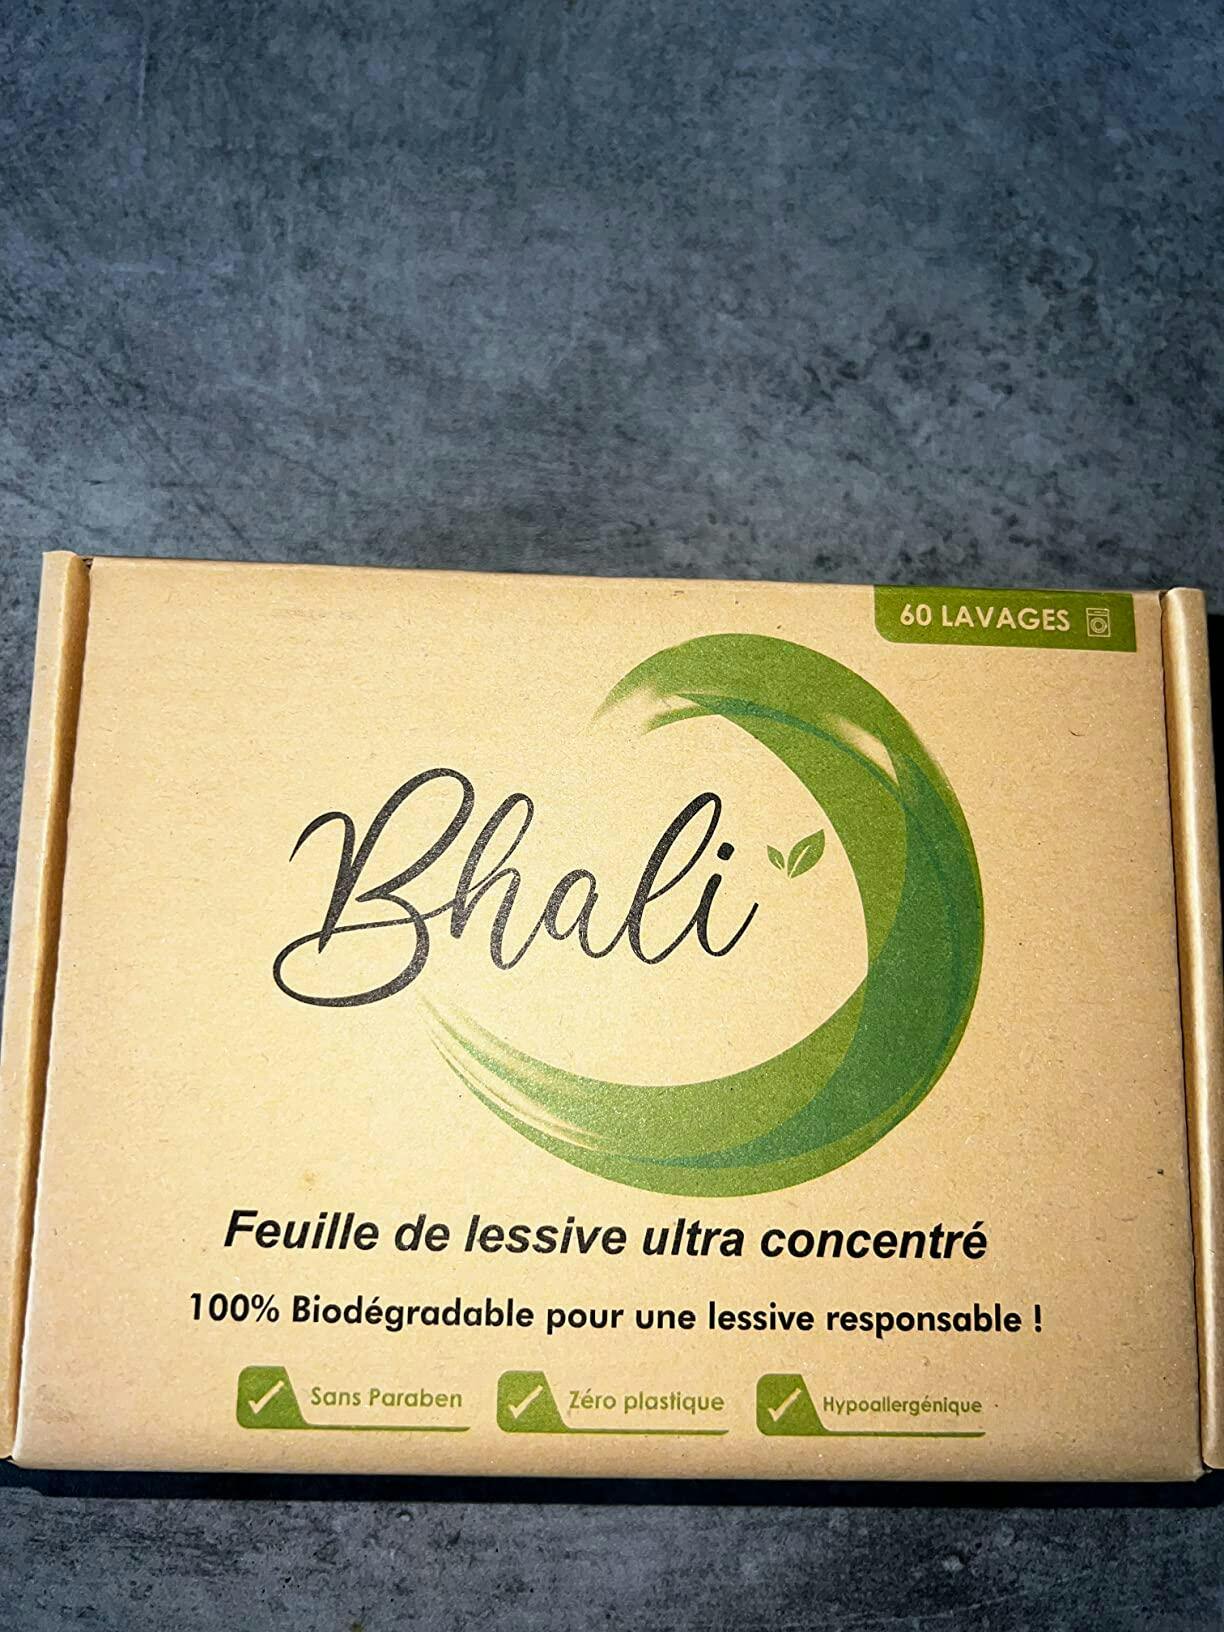 60 LAVAGES
Bhali
Feuille de lessive ultra concentré
100% Biodégradable pour une lessive responsable !
Sans Paraben
Zéro plastique
Hypoallergénique